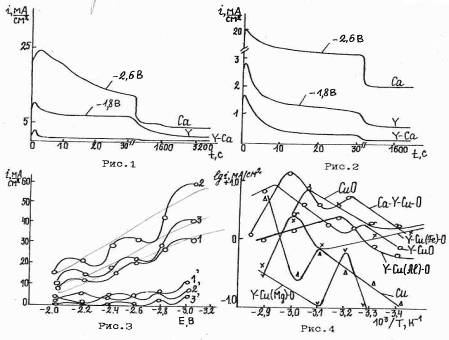 i, мА
см²
25
5
0
-2,6В
-1,8В
Ca
Y
Y-Ca
10
30''
1600
3200
t, с
Рис.1
i, мА
см²
20
3
2
1
0
-2,6В
-1,8В
Ca
Y
Y-Ca
10
20
30''
1600
t, с
Рис.2
i, мА
см²
60
50
40
30
20
10
0
2
3
1
1'
2'
3'
-2,0
-2,2
-2,4
-2,6
-2,8
-3,0
-3,2
E,В
Рис.3
lg i, мА/см²
1,0
0
-1,0
CuO
Ca-Y-Cu-O
Y-Cu(Fe)-O
Y-CuO
Y-Cu(Al)-O
Y-Cu(Mg)-O
Cu
-2,9
-3,0
-3,1
-3,2
-3,3
-3,4
10³/T, К⁻¹
Рис.4